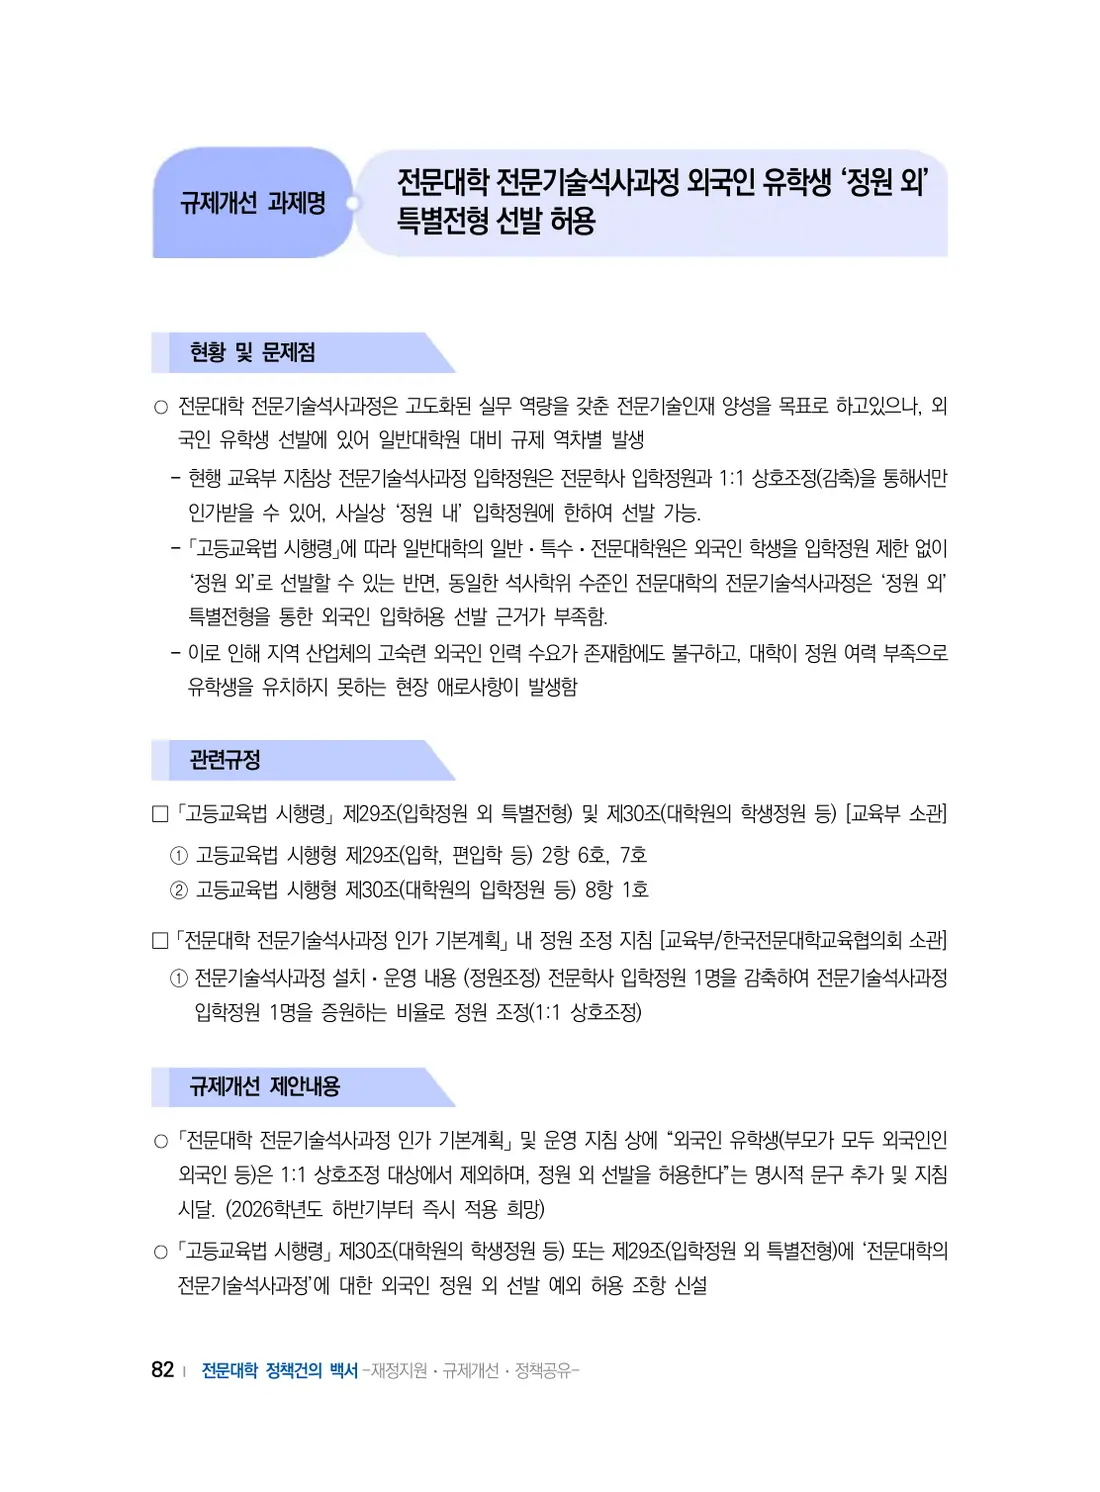 규제개선 과제명
전문대학 전문기술석사과정 외국인 유학생 ‘정원 외’
특별전형 선발 허용
현황 및 문제점
○ 전문대학 전문기술석사과정은 고도화된 실무 역량을 갖춘 전문기술인재 양성을 목표로 하고있으나, 외
국인 유학생 선발에 있어 일반대학원 대비 규제 역차별 발생
- 현행 교육부 지침상 전문기술석사과정 입학정원은 전문학사 입학정원과 1:1 상호조정(감축)을 통해서만
인가받을 수 있어, 사실상 ‘정원 내’ 입학정원에 한하여 선발 가능.
- 「고등교육법 시행령」에 따라 일반대학의 일반・특수・전문대학원은 외국인 학생을 입학정원 제한 없이
‘정원 외’로 선발할 수 있는 반면, 동일한 석사학위 수준인 전문대학의 전문기술석사과정은 ‘정원 외’
특별전형을 통한 외국인 입학허용 선발 근거가 부족함.
- 이로 인해 지역 산업체의 고숙련 외국인 인력 수요가 존재함에도 불구하고, 대학이 정원 여력 부족으로
유학생을 유치하지 못하는 현장 애로사항이 발생함
관련규정
□ 「고등교육법 시행령」 제29조(입학정원 외 특별전형) 및 제30조(대학원의 학생정원 등) [교육부 소관]
① 고등교육법 시행형 제29조(입학, 편입학 등) 2항 6호, 7호
② 고등교육법 시행형 제30조(대학원의 입학정원 등) 8항 1호
□ 「전문대학 전문기술석사과정 인가 기본계획」 내 정원 조정 지침 [교육부/한국전문대학교육협의회 소관]
① 전문기술석사과정 설치・운영 내용 (정원조정) 전문학사 입학정원 1명을 감축하여 전문기술석사과정
입학정원 1명을 증원하는 비율로 정원 조정(1:1 상호조정)
규제개선 제안내용
○ 「전문대학 전문기술석사과정 인가 기본계획」 및 운영 지침 상에 “외국인 유학생(부모가 모두 외국인인
외국인 등)은 1:1 상호조정 대상에서 제외하며, 정원 외 선발을 허용한다”는 명시적 문구 추가 및 지침
시달. (2026학년도 하반기부터 즉시 적용 희망)
○ 「고등교육법 시행령」 제30조(대학원의 학생정원 등) 또는 제29조(입학정원 외 특별전형)에 ‘전문대학의
전문기술석사과정’에 대한 외국인 정원 외 선발 예외 허용 조항 신설
82 | 전문대학 정책건의 백서 -재정지원・규제개선・정책공유-